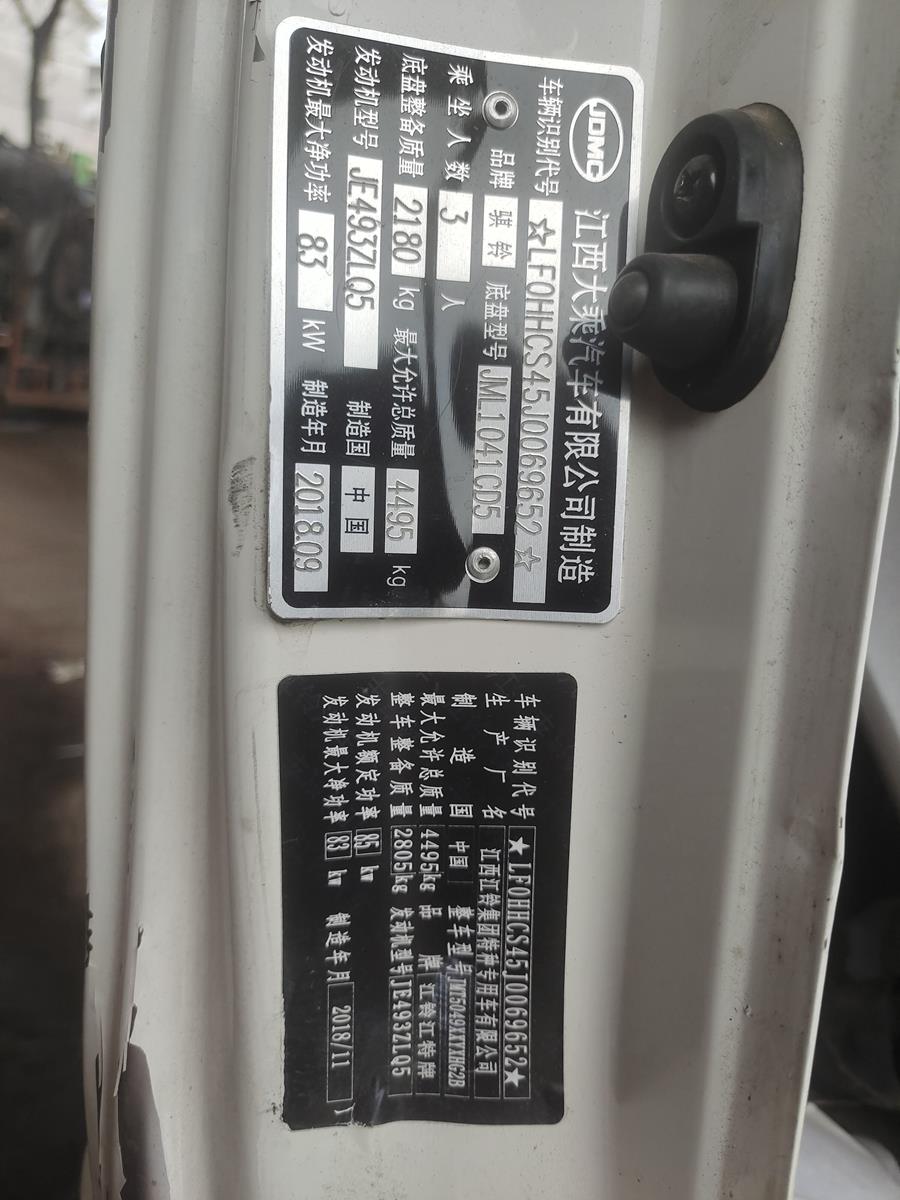 JDMC 江西大乘汽车有限公司制造
车辆识别代号 ☆LF0HHCS45J0069652☆
品牌 骐铃 底盘型号 JML1041CD5
乘坐人数 3 人
底盘整备质量 2180 kg 最大允许总质量 4495 kg
发动机型号 JE493ZLQ5 制造国 中国
发动机最大净功率 83 kW 制造年月 2018.09
车辆识别代号 ★LF0HHCS45J0069652★
生产厂名 江西江铃集团特种专用车有限公司
制造国 中国 整车型号 JMT5049XXYXHG2B
最大允许总质量 4495kg 品牌 江铃江特牌
整车整备质量 2805kg 发动机型号 JE493ZLQ5
发动机额定功率 85 kw
发动机最大净功率 83 kw 制造年月 2018/11